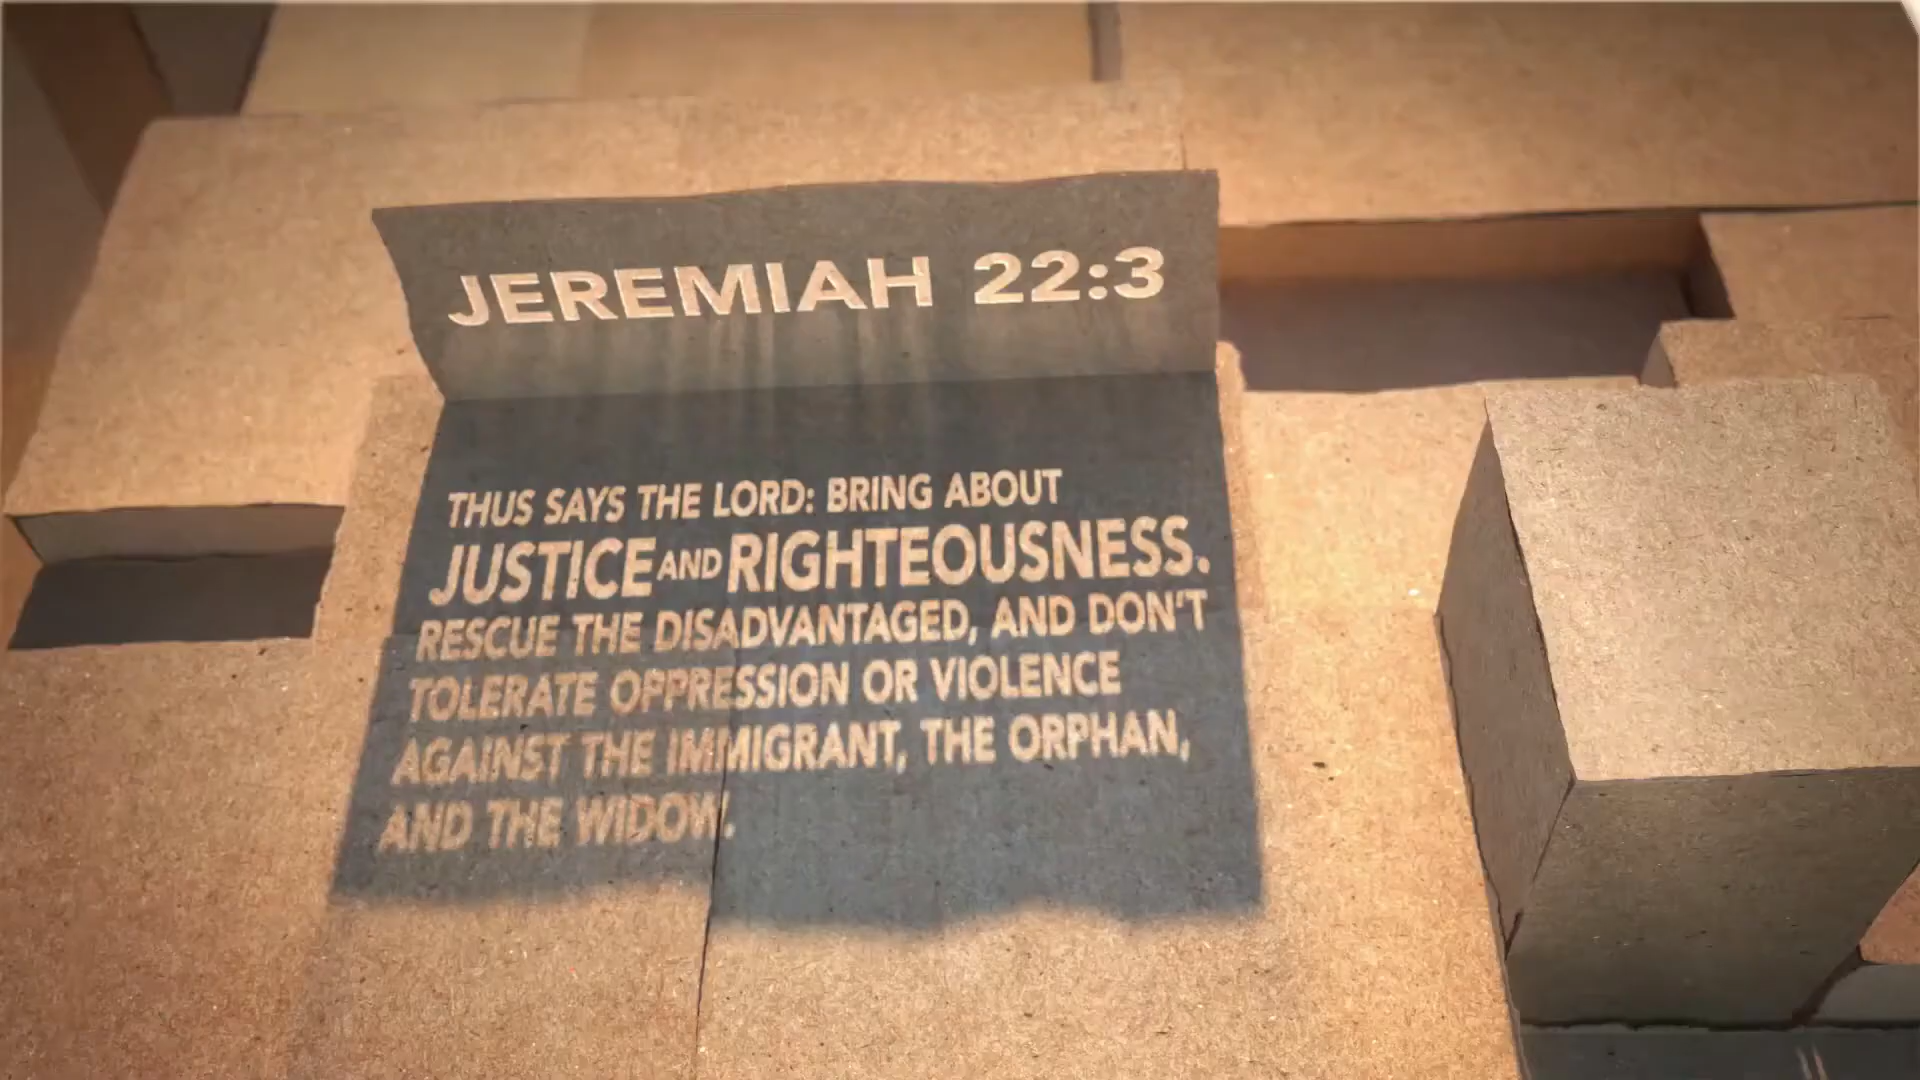 JEREMIAH 22:3
THUS SAYS THE LORD: BRING ABOUT
JUSTICE AND RIGHTEOUSNESS.
RESCUE THE DISADVANTAGED, AND DON'T
TOLERATE OPPRESSION OR VIOLENCE
AGAINST THE IMMIGRANT, THE ORPHAN,
AND THE WIDOW.